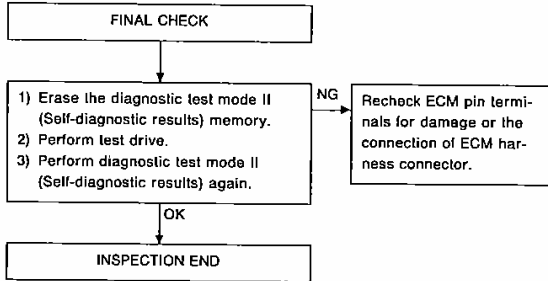 FINAL CHECK
1) Erase the diagnostic test mode II
(Self-diagnostic results) memory.
2) Perform test drive.
3) Perform diagnostic test mode II
(Self-diagnostic results) again.
NG
Recheck ECM pin termi-
nals for damage or the
connection of ECM har-
ness connector.
OK
INSPECTION END